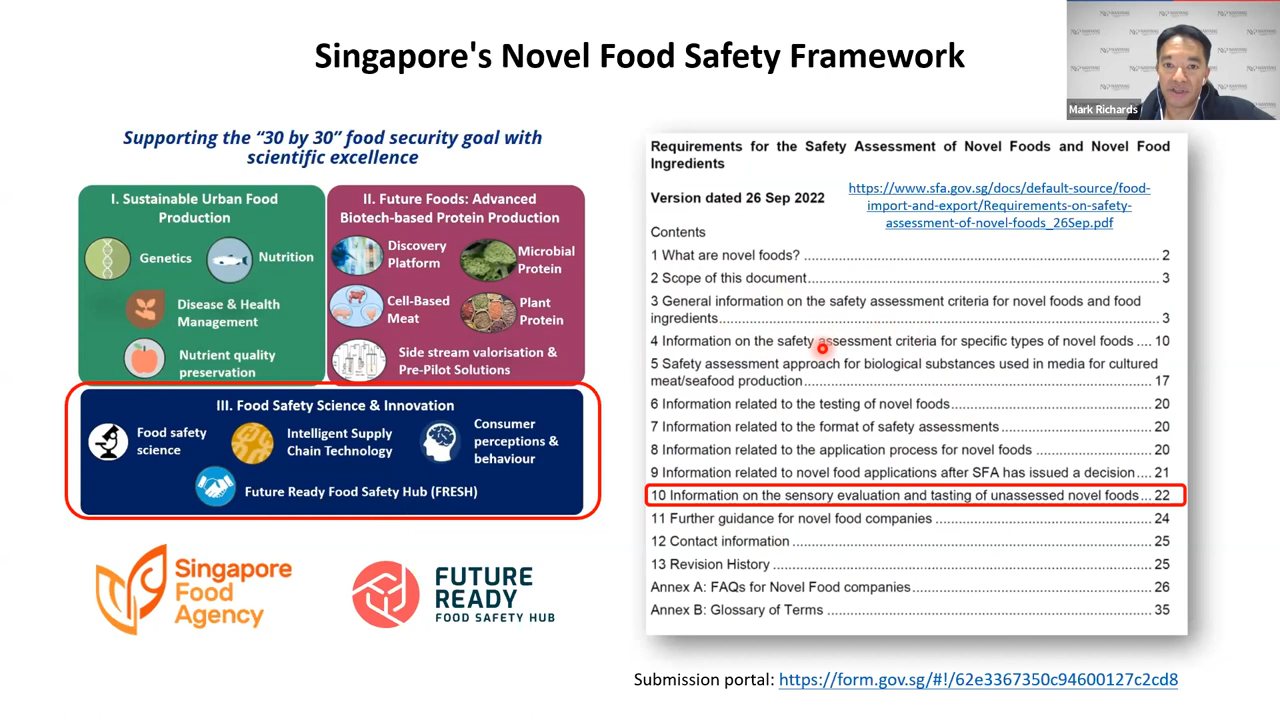 Singapore's Novel Food Safety Framework
Mark Richards
Supporting the “30 by 30” food security goal with
scientific excellence
I. Sustainable Urban Food
Production
Genetics
Nutrition
Disease & Health
Management
Nutrient quality
preservation
II. Future Foods: Advanced
Biotech-based Protein Production
Discovery
Platform
Microbial
Protein
Cell-Based
Meat
Plant
Protein
Side stream valorisation &
Pre-Pilot Solutions
III. Food Safety Science & Innovation
Food safety
science
Intelligent Supply
Chain Technology
Consumer
perceptions &
behaviour
Future Ready Food Safety Hub (FRESH)
Singapore
Food
Agency
FUTURE
READY
FOOD SAFETY HUB
Requirements for the Safety Assessment of Novel Foods and Novel Food
Ingredients
Version dated 26 Sep 2022
https://www.sfa.gov.sg/docs/default-source/food-
import-and-export/Requirements-on-safety-
assessment-of-novel-foods_26Sep.pdf
Contents
1 What are novel foods? ........ 2
2 Scope of this document........ 3
3 General information on the safety assessment criteria for novel foods and food
ingredients........ 3
4 Information on the safety assessment criteria for specific types of novel foods .... 10
5 Safety assessment approach for biological substances used in media for cultured
meat/seafood production........ 17
6 Information related to the testing of novel foods........ 20
7 Information related to the format of safety assessments........ 20
8 Information related to the application process for novel foods ........ 20
9 Information related to novel food applications after SFA has issued a decision.... 21
10 Information on the sensory evaluation and tasting of unassessed novel foods... 22
11 Further guidance for novel food companies ........ 24
12 Contact information ........ 25
13 Revision History ........ 25
Annex A: FAQs for Novel Food companies........ 26
Annex B: Glossary of Terms ........ 35
Submission portal: https://form.gov.sg/#!/62e3367350c94600127c2cd8